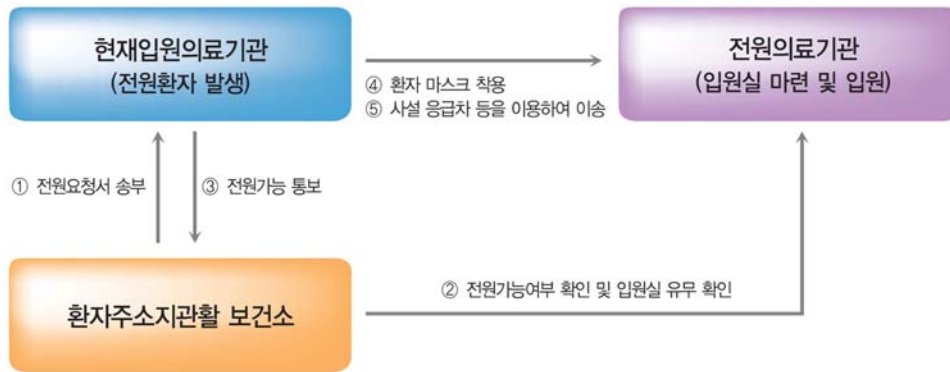 현재입원의료기관
(전원환자 발생)
전원의료기관
(입원실 마련 및 입원)
④ 환자 마스크 착용
⑤ 사설 응급차 등을 이용하여 이송
① 전원요청서 송부
③ 전원가능 통보
환자주소지관활 보건소
② 전원가능여부 확인 및 입원실 유무 확인